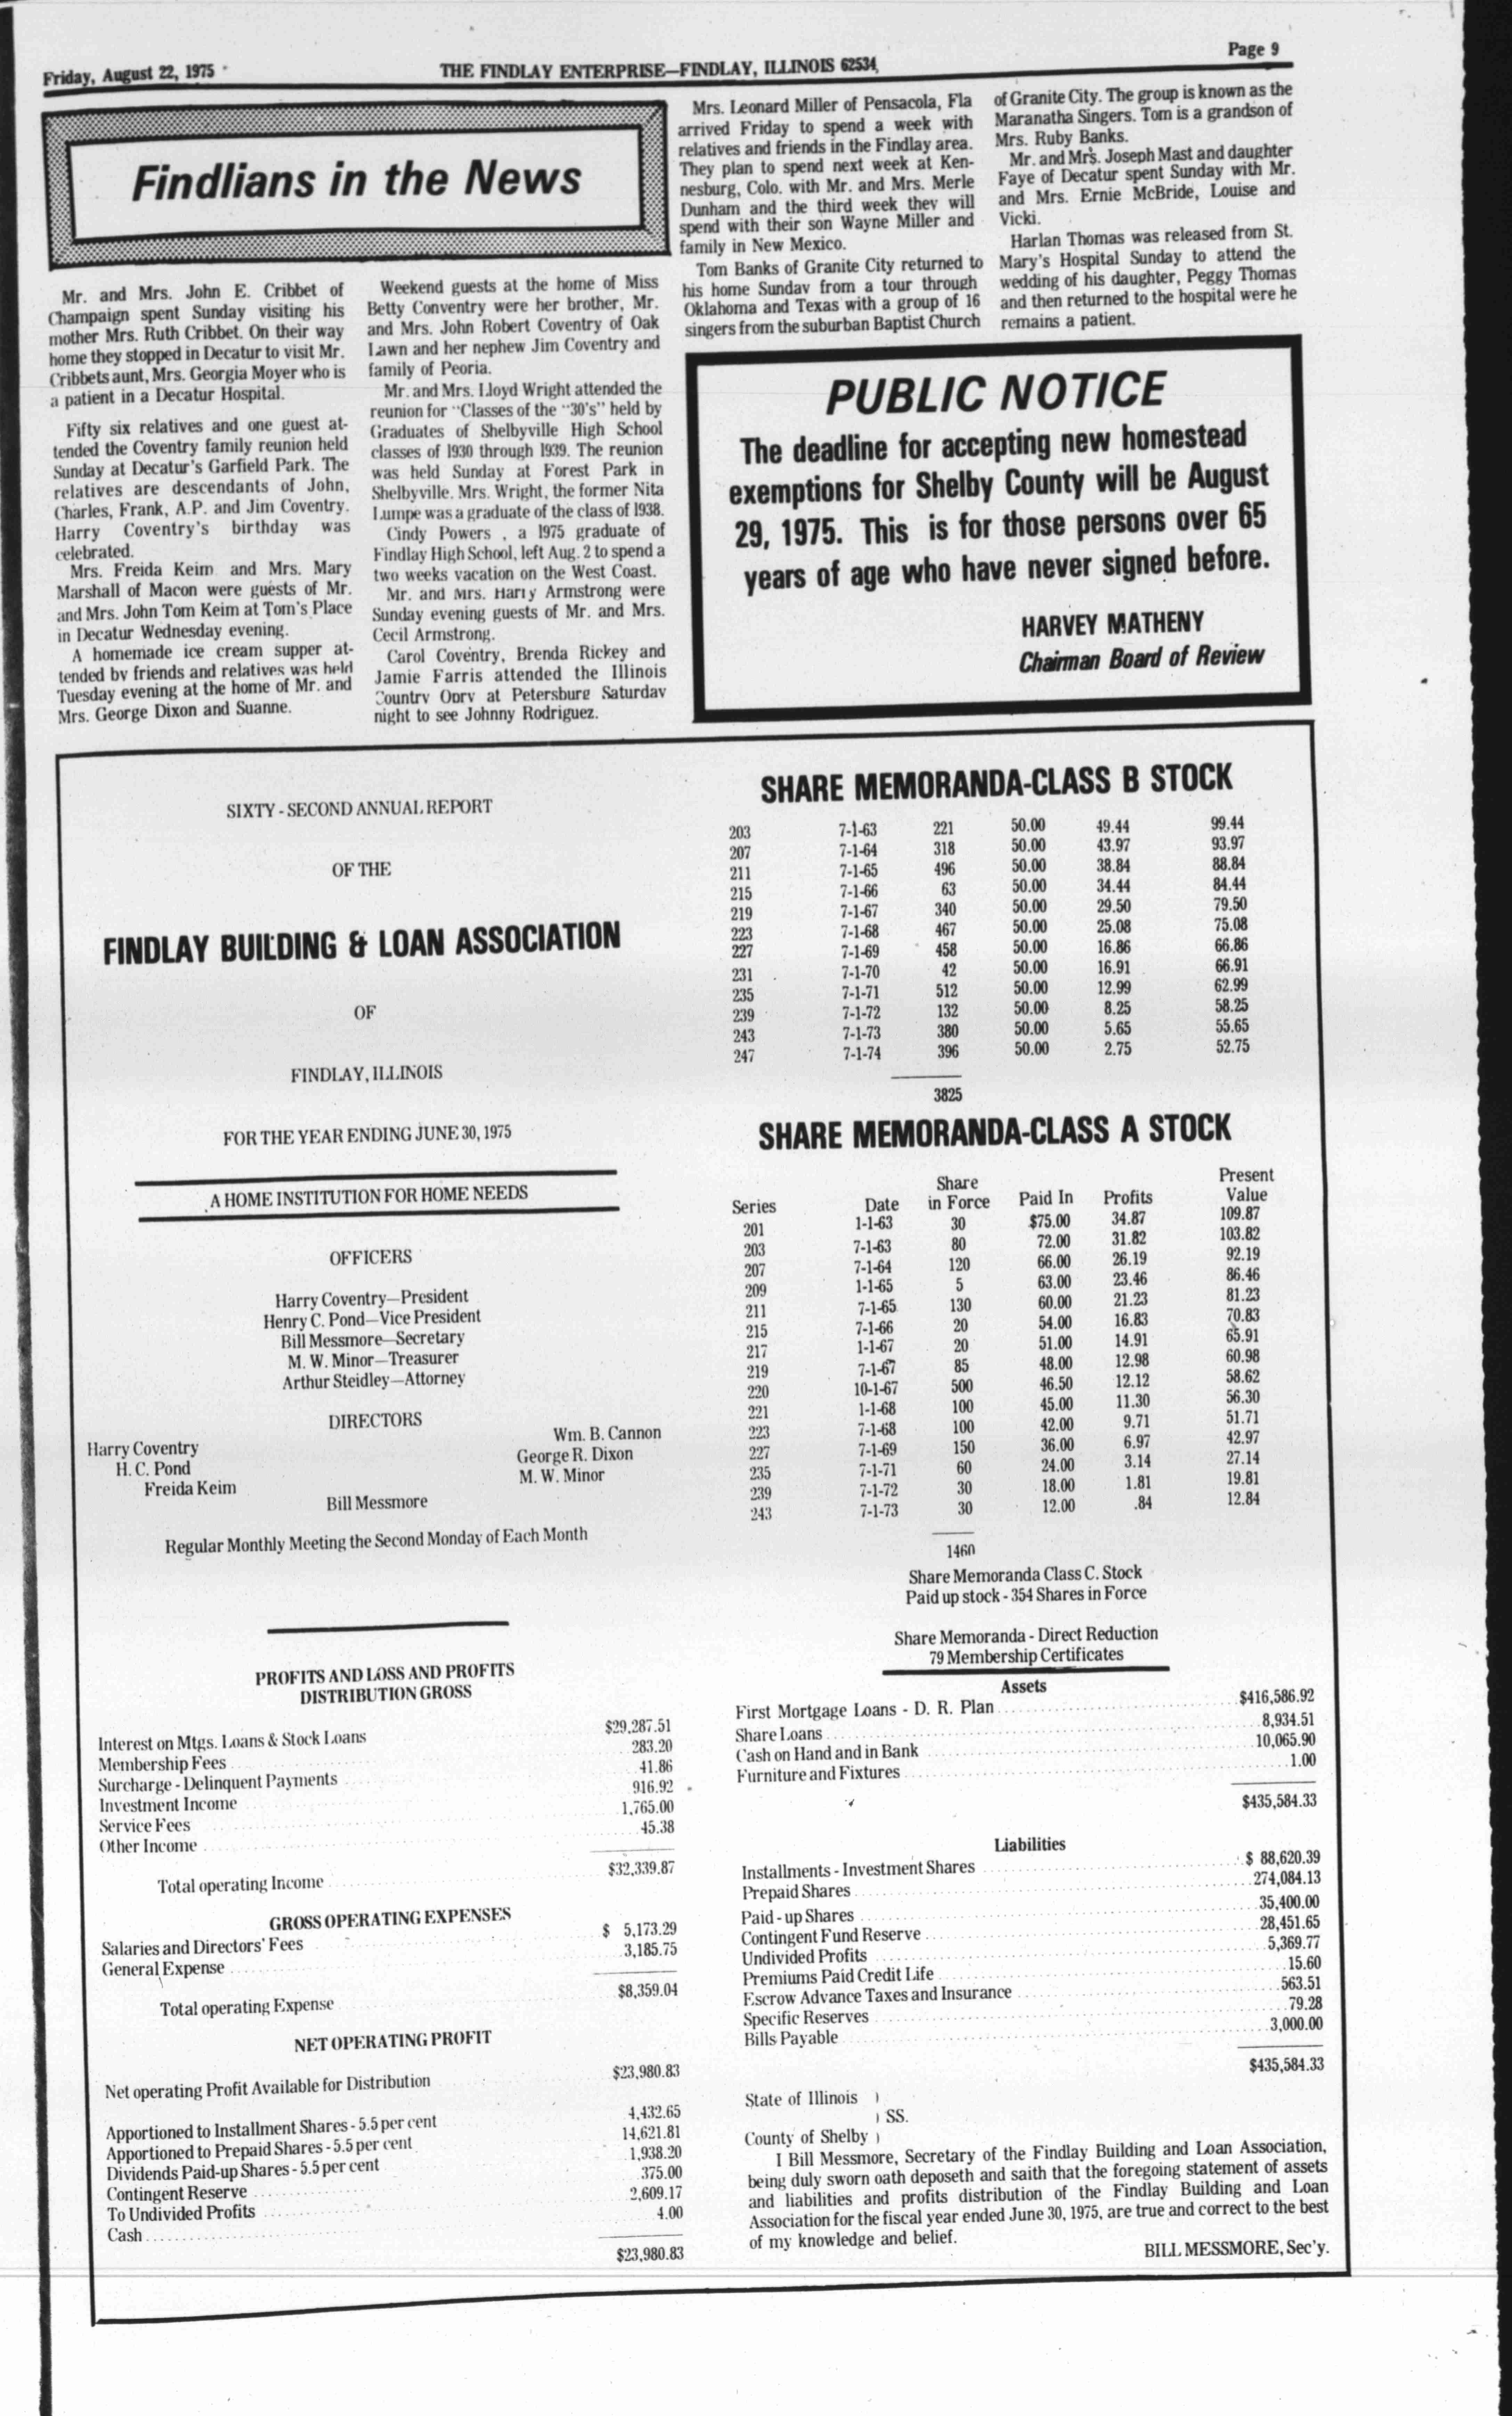 Friday, August 22, 1975
THE FINDLAY ENTERPRISE—FINDLAY, ILLINOIS 62534
Page 9
Findlians in the News
Mr. and Mrs. John E. Cribbet of
Champaign spent Sunday visiting his
mother Mrs. Ruth Cribbet. On their way
home they stopped in Decatur to visit Mr.
Cribbets aunt, Mrs. Georgia Moyer who is
a patient in a Decatur Hospital.
Fifty six relatives and one guest at-
tended the Coventry family reunion held
Sunday at Decatur's Garfield Park. The
relatives are descendants of John,
Charles, Frank, A.P. and Jim Coventry.
Harry Coventry's birthday was
celebrated.
Mrs. Freida Keim and Mrs. Mary
Marshall of Macon were guests of Mr.
and Mrs. John Tom Keim at Tom's Place
in Decatur Wednesday evening.
A homemade ice cream supper at-
tended by friends and relatives was held
Tuesday evening at the home of Mr. and
Mrs. George Dixon and Suanne.
Weekend guests at the home of Miss
Betty Conventry were her brother, Mr.
and Mrs. John Robert Coventry of Oak
Lawn and her nephew Jim Coventry and
family of Peoria.
Mr. and Mrs. Lloyd Wright attended the
reunion for "Classes of the "30's" held by
Graduates of Shelbyville High School
classes of 1930 through 1939. The reunion
was held Sunday at Forest Park in
Shelbyville. Mrs. Wright, the former Nita
Lumpe was a graduate of the class of 1938.
Cindy Powers , a 1975 graduate of
Findlay High School, left Aug. 2 to spend a
two weeks vacation on the West Coast.
Mr. and Mrs. Harry Armstrong were
Sunday evening guests of Mr. and Mrs.
Cecil Armstrong.
Carol Coventry, Brenda Rickey and
Jamie Farris attended the Illinois
Country Opry at Petersburg Saturday
night to see Johnny Rodriguez.
Mrs. Leonard Miller of Pensacola, Fla
arrived Friday to spend a week with
relatives and friends in the Findlay area.
They plan to spend next week at Ken-
nesburg, Colo. with Mr. and Mrs. Merle
Dunham and the third week they will
spend with their son Wayne Miller and
family in New Mexico.
Tom Banks of Granite City returned to
his home Sunday from a tour through
Oklahoma and Texas with a group of 16
singers from the suburban Baptist Church
of Granite City. The group is known as the
Maranatha Singers. Tom is a grandson of
Mrs. Ruby Banks.
Mr. and Mrs. Joseph Mast and daughter
Faye of Decatur spent Sunday with Mr.
and Mrs. Ernie McBride, Louise and
Vicki.
Harlan Thomas was released from St.
Mary's Hospital Sunday to attend the
wedding of his daughter, Peggy Thomas
and then returned to the hospital were he
remains a patient.
PUBLIC NOTICE
The deadline for accepting new homestead
exemptions for Shelby County will be August
29, 1975. This is for those persons over 65
years of age who have never signed before.
HARVEY MATHENY
Chairman Board of Review
SIXTY - SECOND ANNUAL REPORT
OF THE
FINDLAY BUILDING & LOAN ASSOCIATION
OF
FINDLAY, ILLINOIS
FOR THE YEAR ENDING JUNE 30, 1975
A HOME INSTITUTION FOR HOME NEEDS
OFFICERS
Harry Coventry—President
Henry C. Pond—Vice President
Bill Messmore—Secretary
M. W. Minor—Treasurer
Arthur Steidley—Attorney
DIRECTORS
Harry Coventry
H. C. Pond
Freida Keim
Wm. B. Cannon
George R. Dixon
M. W. Minor
Bill Messmore
Regular Monthly Meeting the Second Monday of Each Month
PROFITS AND LOSS AND PROFITS
DISTRIBUTION GROSS
Interest on Mtgs. Loans & Stock Loans $29,287.51
Membership Fees 283.20
Surcharge - Delinquent Payments 41.86
Investment Income 916.92
Service Fees 1,765.00
Other Income 45.38
Total operating Income $32,339.87
GROSS OPERATING EXPENSES
Salaries and Directors' Fees $ 5,173.29
General Expense 3,185.75
Total operating Expense $8,359.04
NET OPERATING PROFIT
Net operating Profit Available for Distribution $23,980.83
Apportioned to Installment Shares - 5.5 per cent 4,432.65
Apportioned to Prepaid Shares - 5.5 per cent 14,621.81
Dividends Paid-up Shares - 5.5 per cent 1,938.20
Contingent Reserve 375.00
To Undivided Profits 2,609.17
Cash 4.00
$23,980.83
SHARE MEMORANDA-CLASS B STOCK
203 7-1-63 221 50.00 49.44 99.44
207 7-1-64 318 50.00 43.97 93.97
211 7-1-65 496 50.00 38.84 88.84
215 7-1-66 63 50.00 34.44 84.44
219 7-1-67 340 50.00 29.50 79.50
223 7-1-68 467 50.00 25.08 75.08
227 7-1-69 458 50.00 16.86 66.86
231 7-1-70 42 50.00 16.91 66.91
235 7-1-71 512 50.00 12.99 62.99
239 7-1-72 132 50.00 8.25 58.25
243 7-1-73 380 50.00 5.65 55.65
247 7-1-74 396 50.00 2.75 52.75
3825
SHARE MEMORANDA-CLASS A STOCK
Series Date Share in Force Paid In Profits Present Value
201 1-1-63 30 $75.00 34.87 109.87
203 7-1-63 80 72.00 31.82 103.82
207 7-1-64 120 66.00 26.19 92.19
209 1-1-65 5 63.00 23.46 86.46
211 7-1-65 130 60.00 21.23 81.23
215 7-1-66 20 54.00 16.83 70.83
217 1-1-67 20 51.00 14.91 65.91
219 7-1-67 85 48.00 12.98 60.98
220 10-1-67 500 46.50 12.12 58.62
221 1-1-68 100 45.00 11.30 56.30
223 7-1-68 100 42.00 9.71 51.71
227 7-1-69 150 36.00 6.97 42.97
235 7-1-71 60 24.00 3.14 27.14
239 7-1-72 30 18.00 1.81 19.81
243 7-1-73 30 12.00 .84 12.84
1460
Share Memoranda Class C. Stock
Paid up stock - 354 Shares in Force
Share Memoranda - Direct Reduction
79 Membership Certificates
Assets
First Mortgage Loans - D. R. Plan $416,586.92
Share Loans 8,934.51
Cash on Hand and in Bank 10,065.90
Furniture and Fixtures 1.00
$435,584.33
Liabilities
Installments - Investment Shares $ 88,620.39
Prepaid Shares 274,084.13
Paid - up Shares 35,400.00
Contingent Fund Reserve 28,451.65
Undivided Profits 5,369.77
Premiums Paid Credit Life 15.60
Escrow Advance Taxes and Insurance 563.51
Specific Reserves 79.28
Bills Payable 3,000.00
$435,584.33
State of Illinois )
) SS.
County of Shelby )
I Bill Messmore, Secretary of the Findlay Building and Loan Association,
being duly sworn oath deposeth and saith that the foregoing statement of assets
and liabilities and profits distribution of the Findlay Building and Loan
Association for the fiscal year ended June 30, 1975, are true and correct to the best
of my knowledge and belief.
BILL MESSMORE, Sec'y.